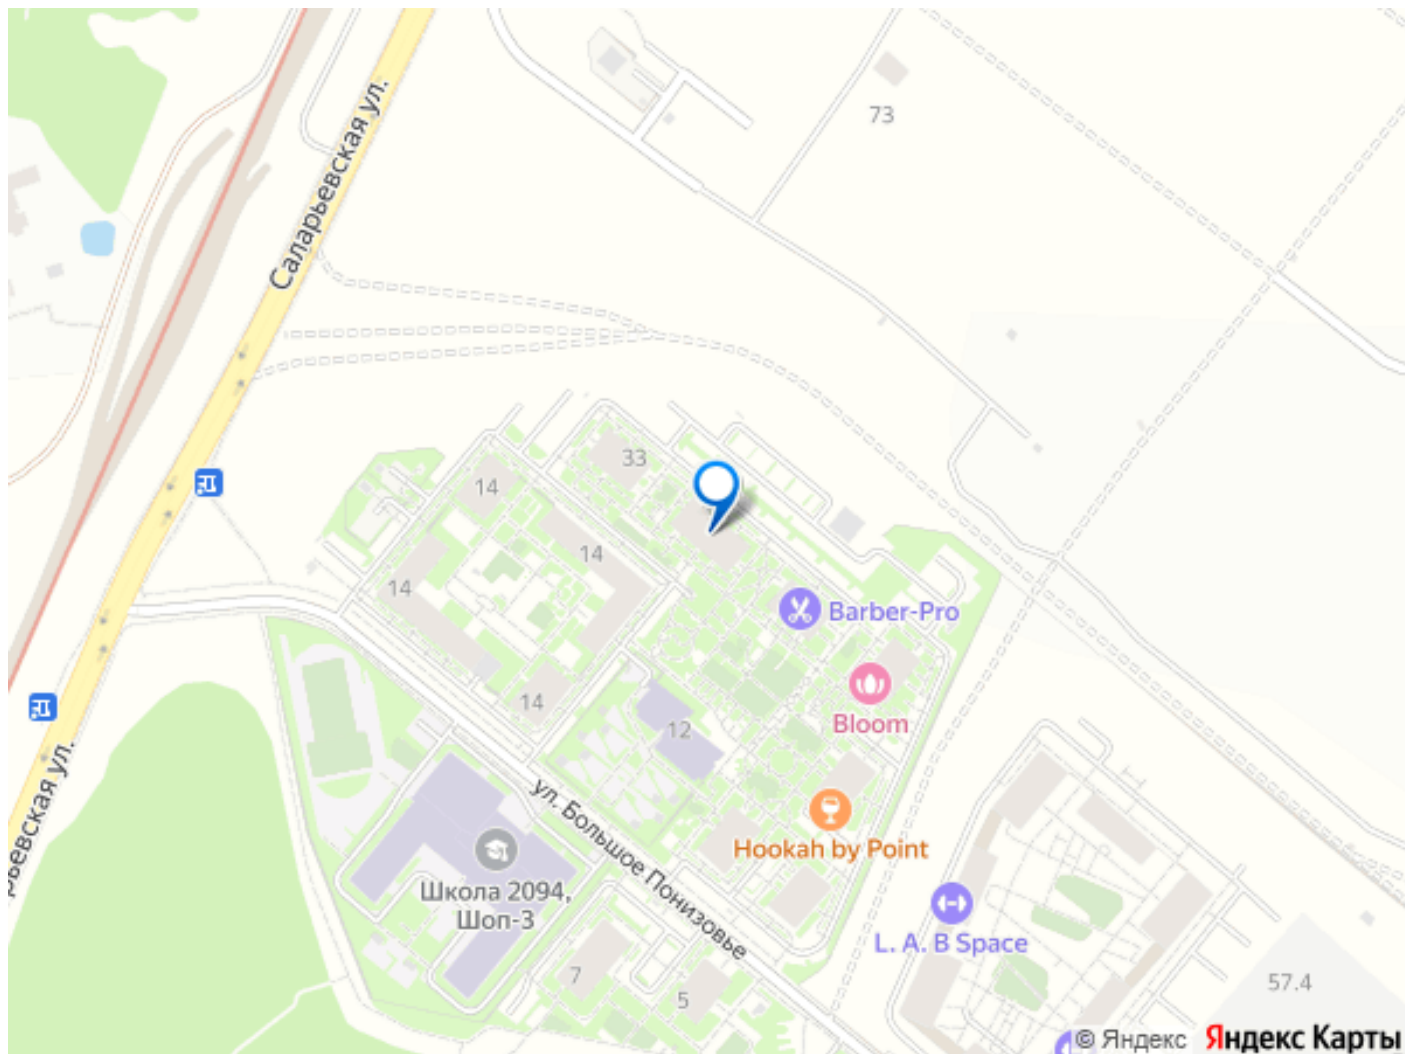 73
Саларьевская ул.
33
14
14
14
Barber-Pro
14
12
Bloom
ул. Большое Понизовье
Hookah by Point
Школа 2094,
Шоп-3
рьевская ул.
L. A. B Space
7
5
57.4
© Яндекс Яндекс Карты